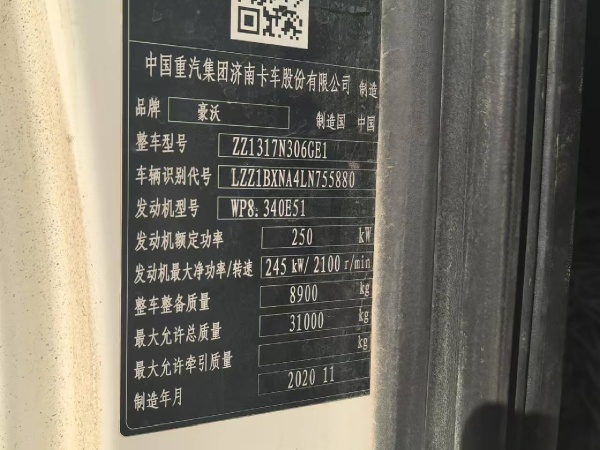 中国重汽集团济南卡车股份有限公司 制造
品牌 豪沃 制造国 中国
整车型号 ZZ1317N306GE1
车辆识别代号 LZZ1BXNA4LN755880
发动机型号 WP8.340E51
发动机额定功率 250 kW
发动机最大净功率/转速 245 kW/ 2100 r/min
整车整备质量 8900 kg
最大允许总质量 31000 kg
最大允许牵引质量 kg
制造年月 2020 11